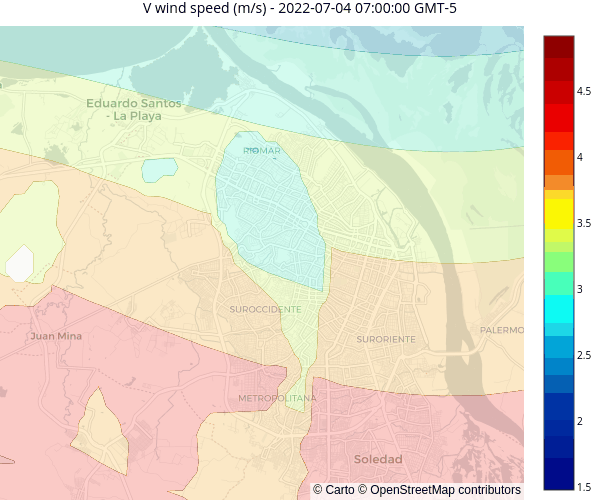 V wind speed (m/s) - 2022-07-04 07:00:00 GMT-5
Eduardo Santos
- La Playa
RIOMAR
SUROCCIDENTE
SURORIENTE
PALERMO
Juan Mina
METROPOLITANA
Soledad
© Carto © OpenStreetMap contributors
4.5
4
3.5
3
2.5
2
1.5